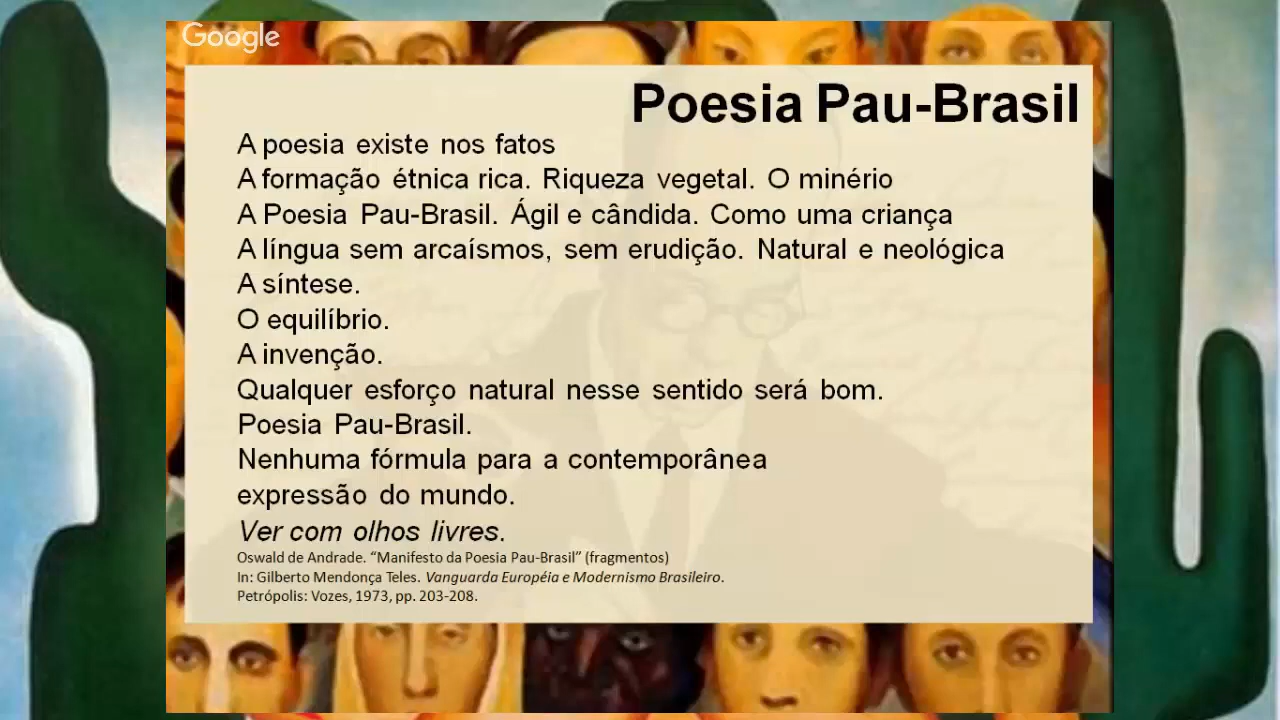 Google
Poesia Pau-Brasil
A poesia existe nos fatos
A formação étnica rica. Riqueza vegetal. O minério
A Poesia Pau-Brasil. Ágil e cândida. Como uma criança
A língua sem arcaísmos, sem erudição. Natural e neológica
A síntese.
O equilíbrio.
A invenção.
Qualquer esforço natural nesse sentido será bom.
Poesia Pau-Brasil.
Nenhuma fórmula para a contemporânea
expressão do mundo.
Ver com olhos livres.
Oswald de Andrade. “Manifesto da Poesia Pau-Brasil” (fragmentos)
In: Gilberto Mendonça Teles. Vanguarda Européia e Modernismo Brasileiro.
Petrópolis: Vozes, 1973, pp. 203-208.